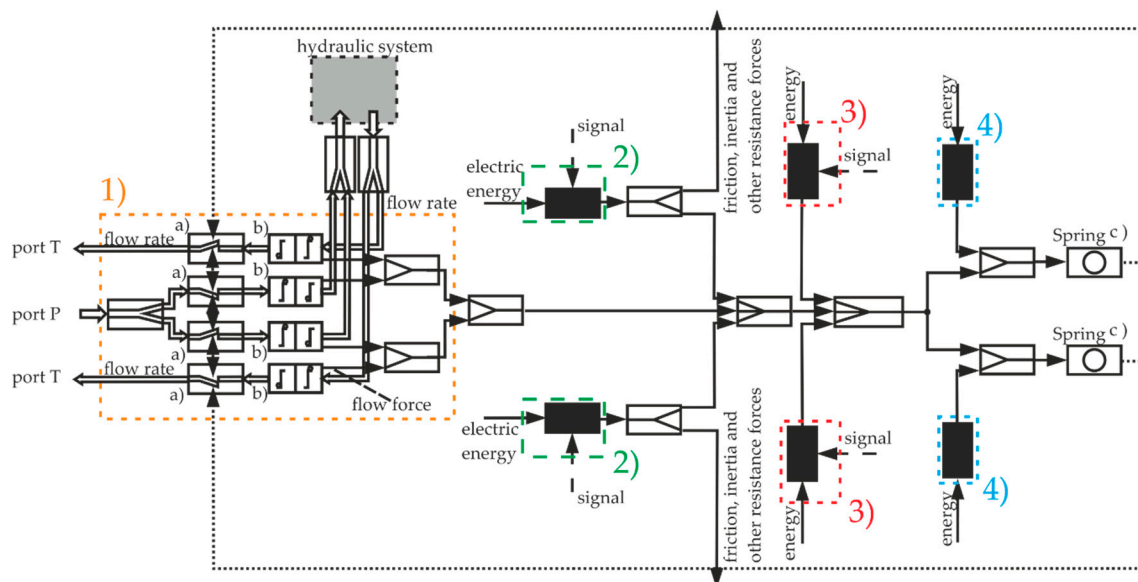 hydraulic system
signal
2)
electric
energy
friction, inertia and
other resistance forces
energy
3)
signal
energy
4)
1)
flow rate
port T
flow rate
a)
b)
a)
b)
Spring c)
port P
a)
b)
port T
flow rate
a)
b)
flow force
Spring c)
electric
energy
2)
signal
friction, inertia and
other resistance forces
signal
3)
energy
4)
energy